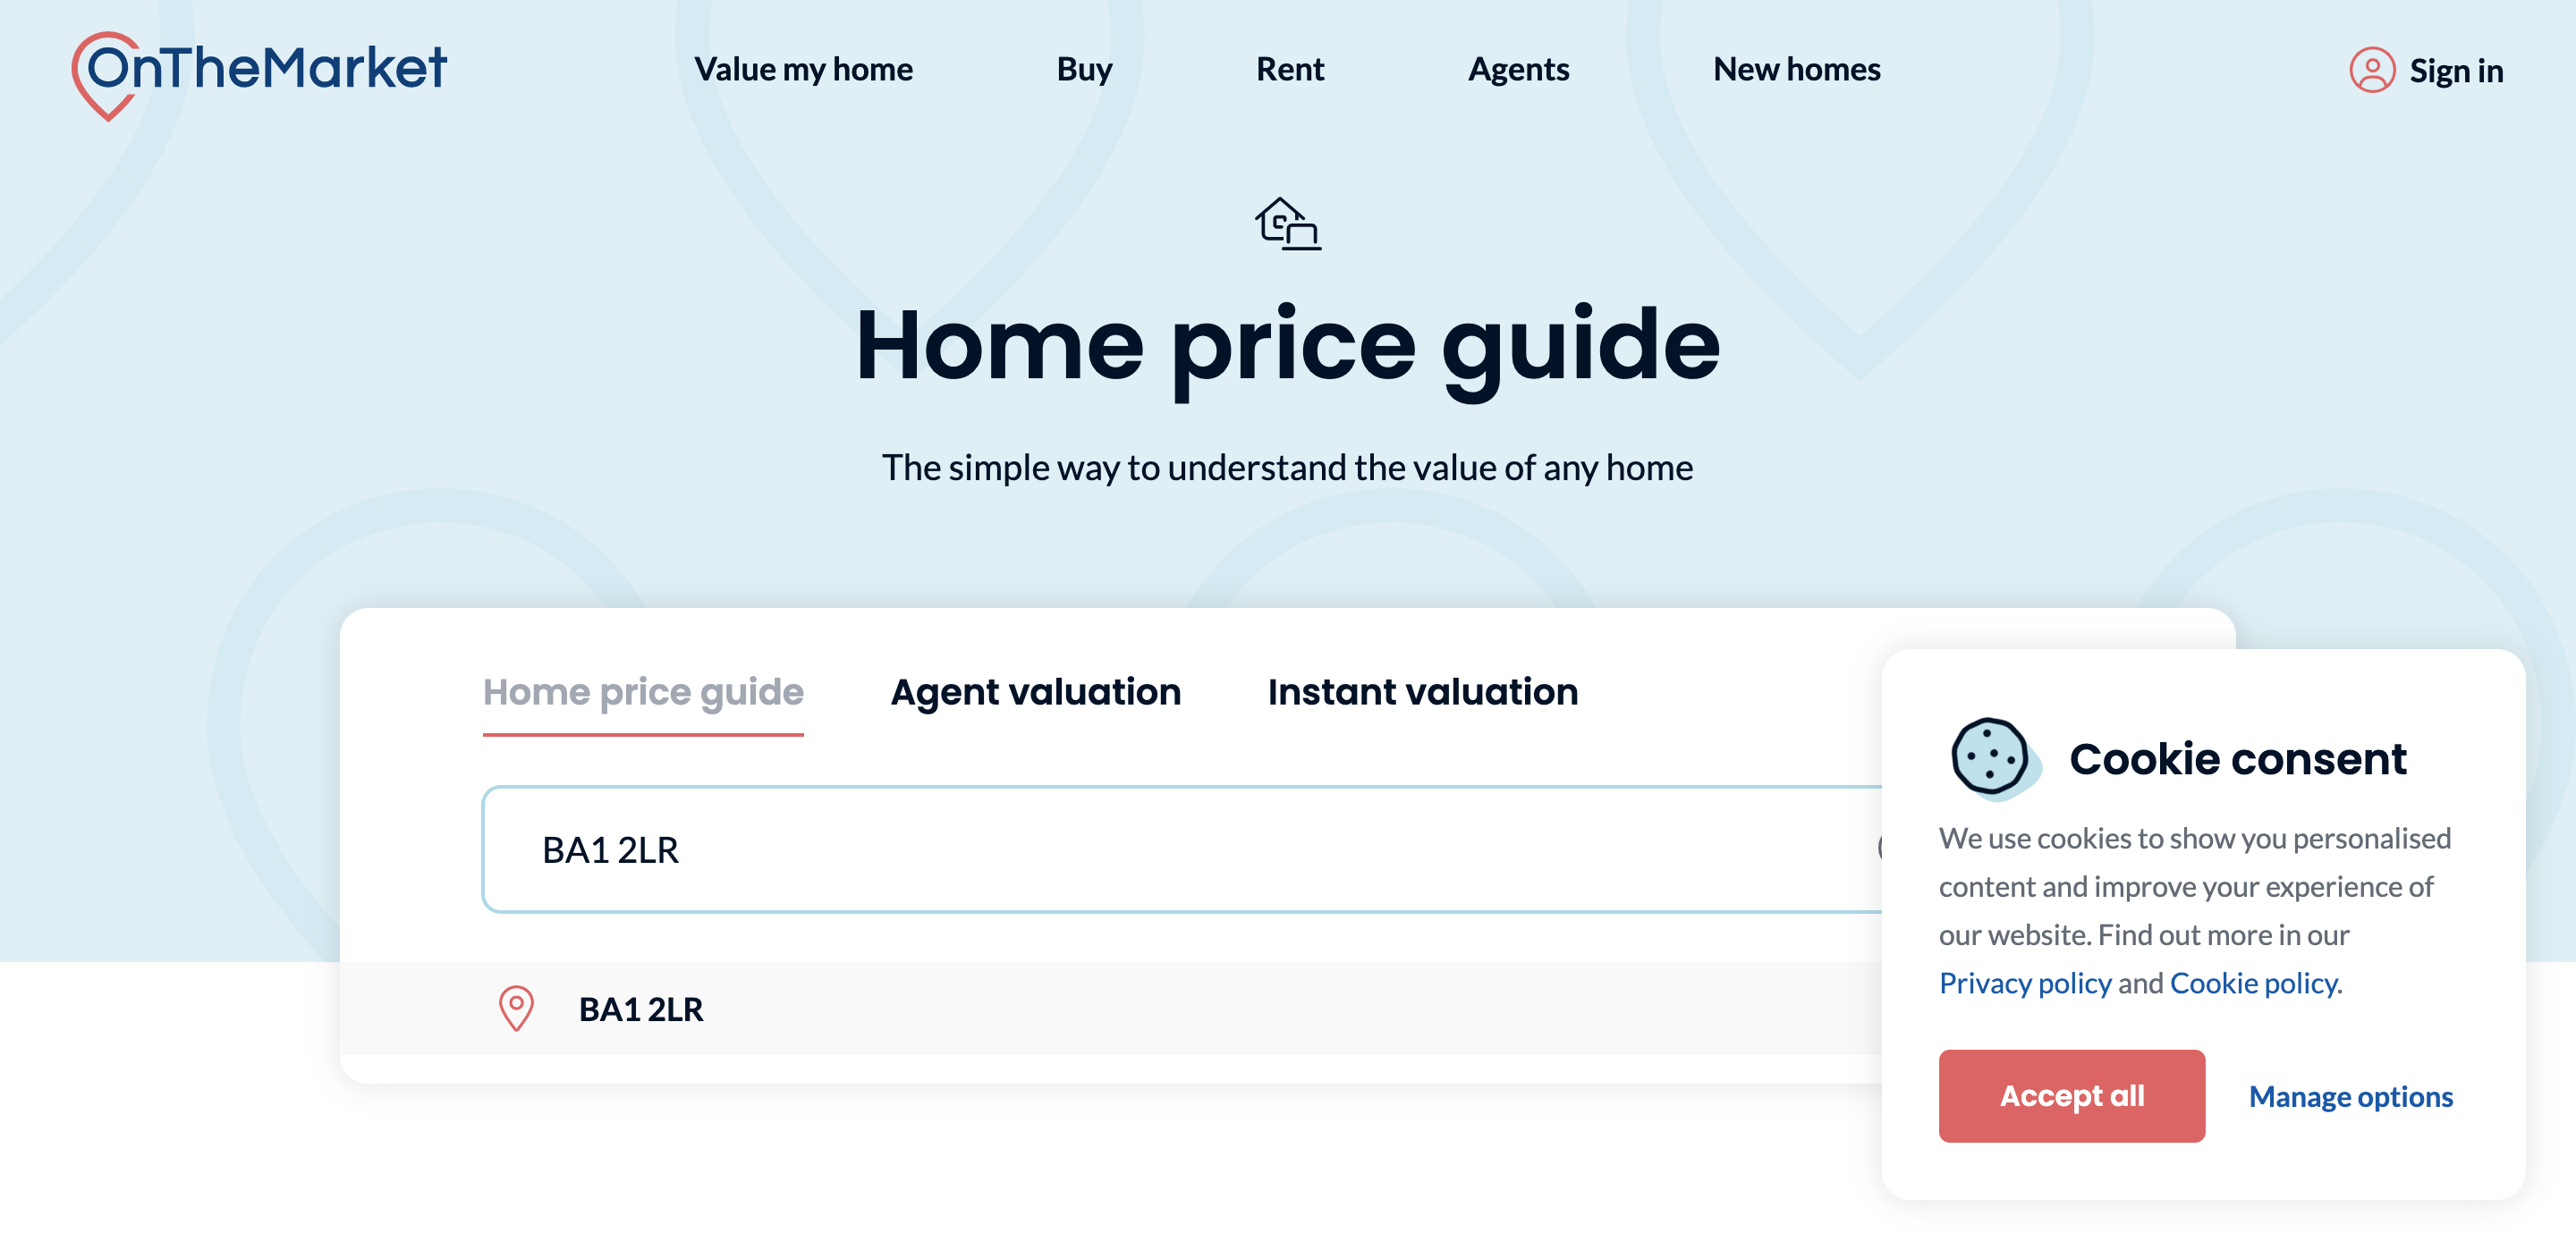 OnTheMarket
Value my home
Buy
Rent
Agents
New homes
Sign in
Home price guide
The simple way to understand the value of any home
Home price guide
Agent valuation
Instant valuation
BA1 2LR
BA1 2LR
Cookie consent
We use cookies to show you personalised
content and improve your experience of
our website. Find out more in our
Privacy policy and Cookie policy.
Accept all
Manage options